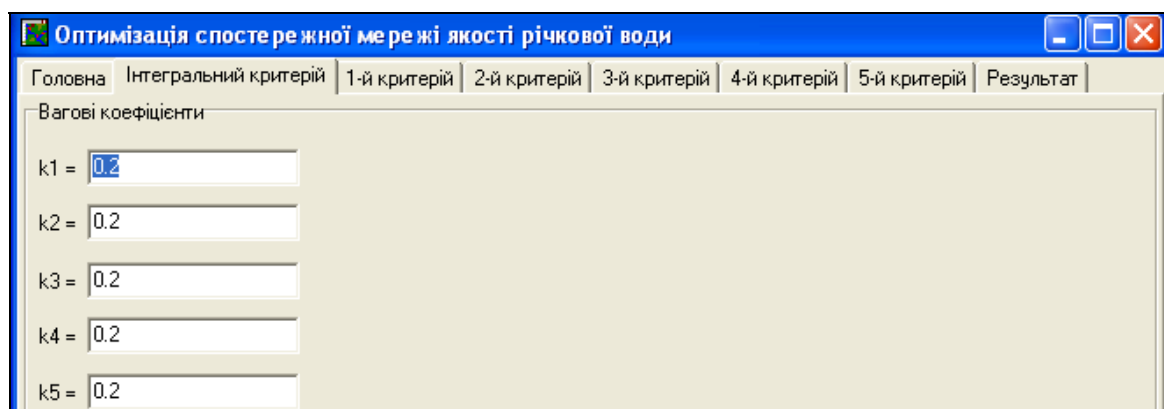 Оптимізація спостережної мережі якості річкової води
Головна Інтегральний критерій 1-й критерій 2-й критерій 3-й критерій 4-й критерій 5-й критерій Результат
Вагові коефіцієнти
k1 = 0.2
k2 = 0.2
k3 = 0.2
k4 = 0.2
k5 = 0.2